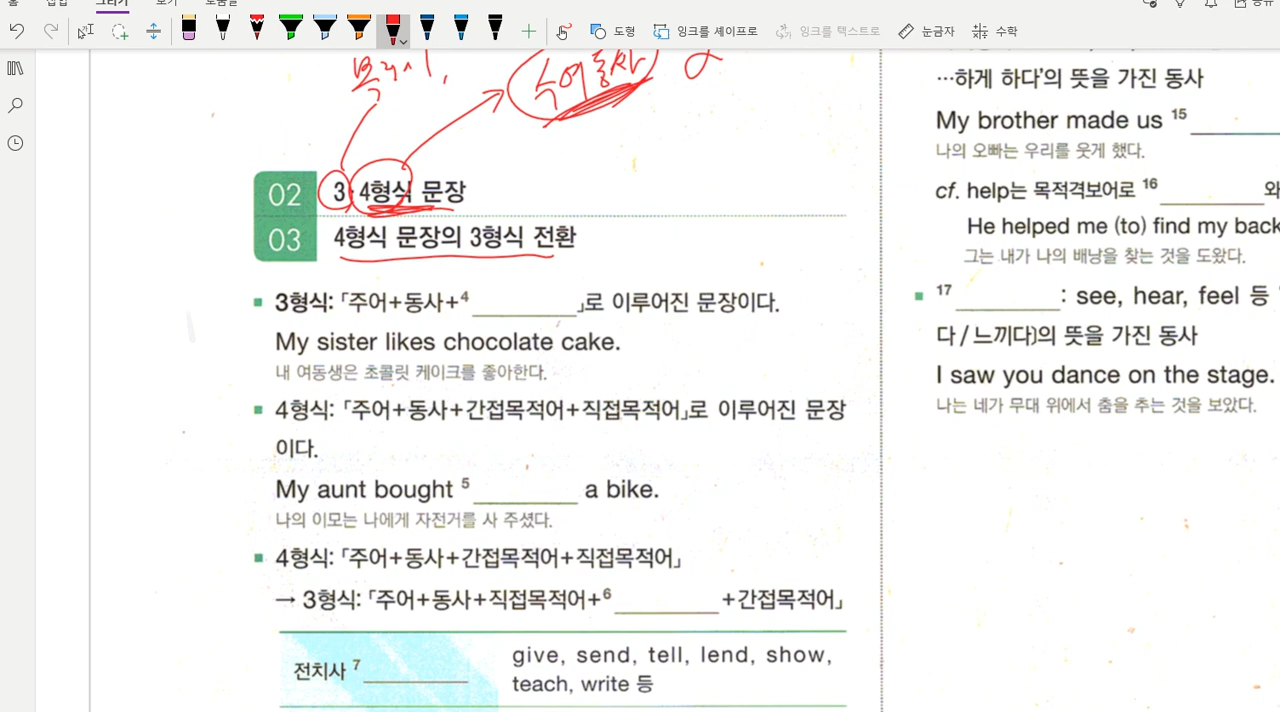 홈
삽입
그리기
도형
잉크를 셰이프로
잉크를 텍스트로
눈금자
수학
수여동사
02 3·4형식 문장
03 4형식 문장의 3형식 전환
3형식: 「주어+동사+4 ________」로 이루어진 문장이다.
My sister likes chocolate cake.
내 여동생은 초콜릿 케이크를 좋아한다.
4형식: 「주어+동사+간접목적어+직접목적어」로 이루어진 문장
이다.
My aunt bought 5 ________ a bike.
나의 이모는 나에게 자전거를 사 주셨다.
4형식: 「주어+동사+간접목적어+직접목적어」
→ 3형식: 「주어+동사+직접목적어+6 ________ +간접목적어」
전치사 7 ________
give, send, tell, lend, show,
teach, write 등
…하게 하다'의 뜻을 가진 동사
My brother made us 15 ________
나의 오빠는 우리를 웃게 했다.
cf. help는 목적격보어로 16 ________ 와
He helped me (to) find my back
그는 내가 나의 배낭을 찾는 것을 도왔다.
17 ________ : see, hear, feel 등 '
다/느끼다)의 뜻을 가진 동사
I saw you dance on the stage.
나는 네가 무대 위에서 춤을 추는 것을 보았다.